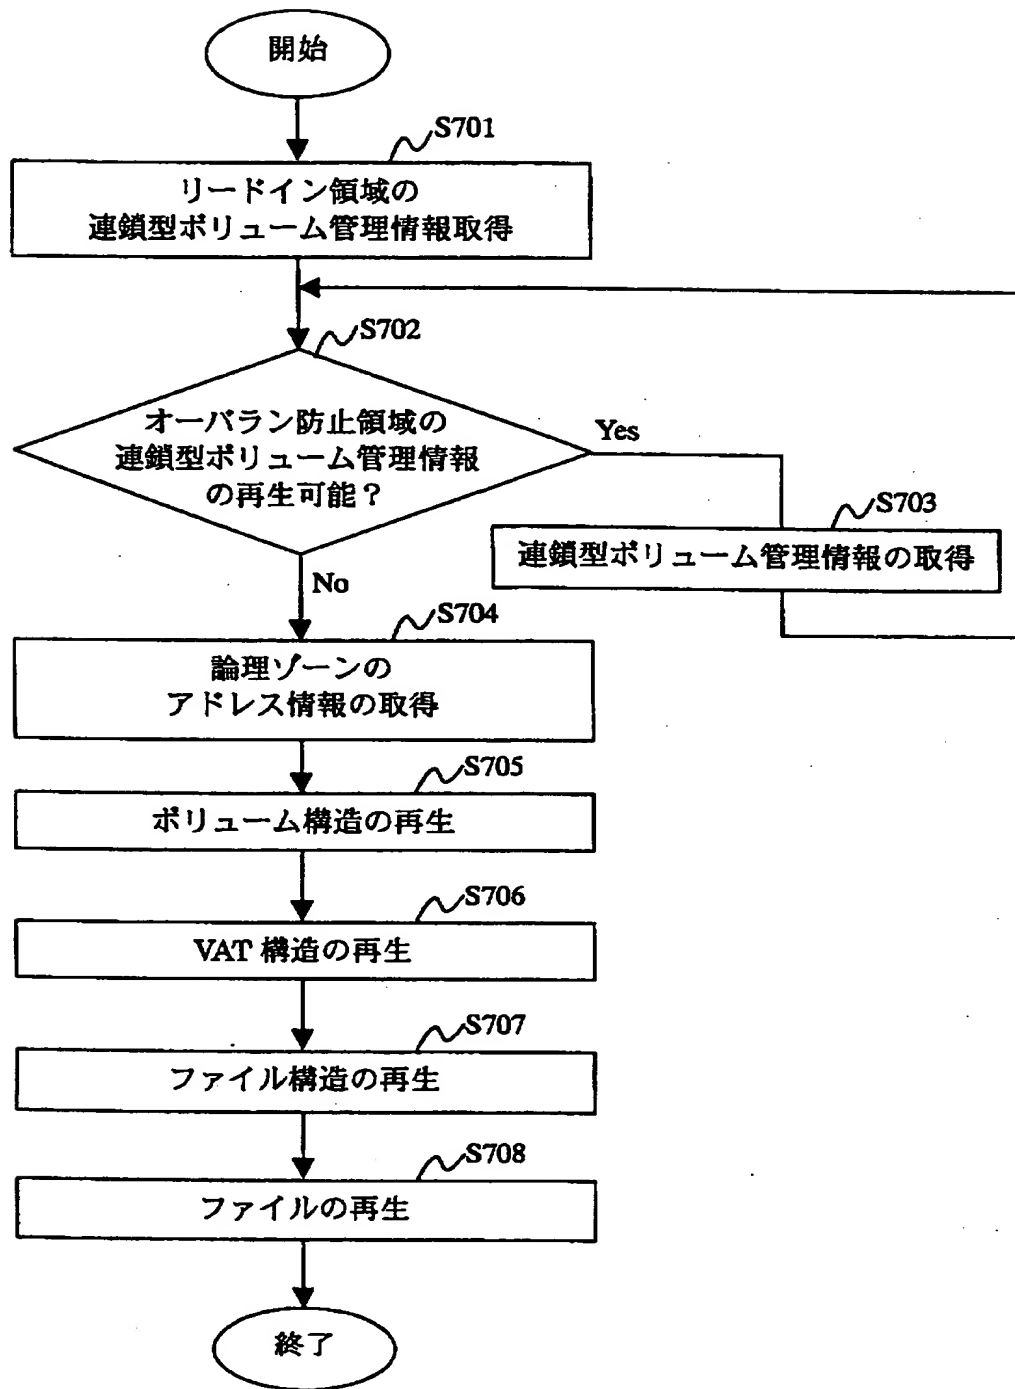 開始
S701
リードイン領域の
連鎖型ボリューム管理情報取得
S702
オーバラン防止領域の
連鎖型ボリューム管理情報
の再生可能？
Yes
S703
連鎖型ボリューム管理情報の取得
No
S704
論理ゾーンの
アドレス情報の取得
S705
ボリューム構造の再生
S706
VAT 構造の再生
S707
ファイル構造の再生
S708
ファイルの再生
終了